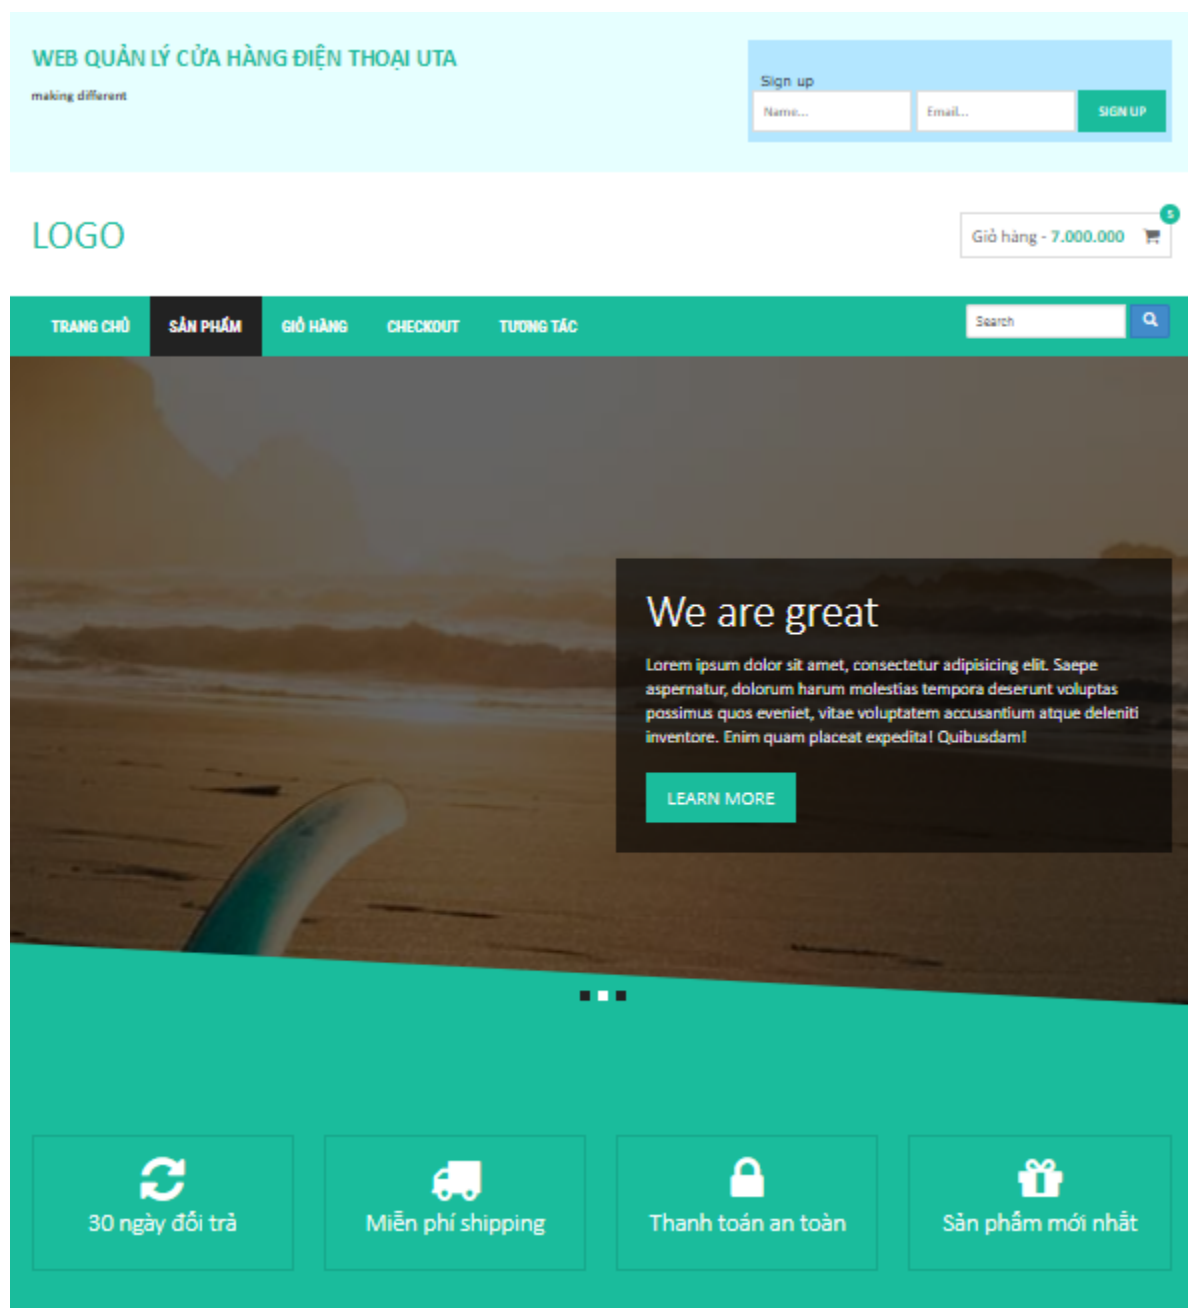 WEB QUẢN LÝ CỬA HÀNG ĐIỆN THOẠI UTA
making different
Sign up
Name...
Email...
SIGN UP
LOGO
Giỏ hàng - 7.000.000
5
TRANG CHỦ
SẢN PHẨM
GIỎ HÀNG
CHECKOUT
TƯƠNG TÁC
Search
We are great
Lorem ipsum dolor sit amet, consectetur adipisicing elit. Saepe
aspernatur, dolorum harum molestias tempora deserunt voluptas
possimus quos eveniet, vitae voluptatem accusantium atque deleniti
inventore. Enim quam placeat expedita! Quibusdam!
LEARN MORE
30 ngày đổi trả
Miễn phí shipping
Thanh toán an toàn
Sản phẩm mới nhất